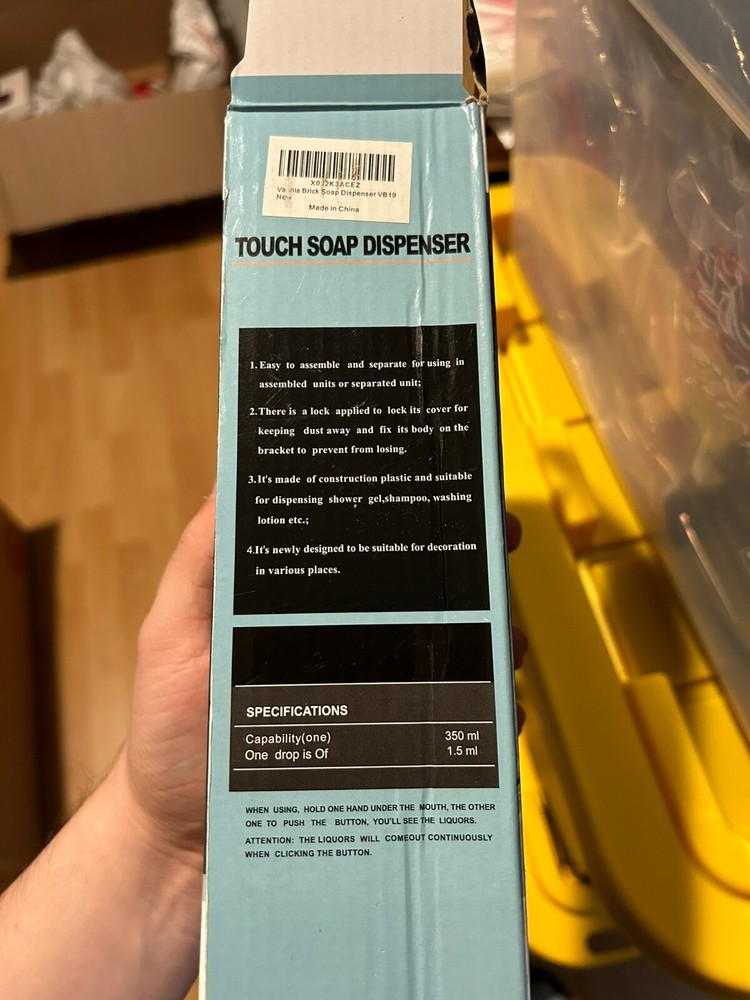 Brick Soap Dispenser VB19
Made in China
TOUCH SOAP DISPENSER
1.Easy to assemble and separate for using in
assembled units or separated unit;
2.There is a lock applied to lock its cover for
keeping dust away and fix its body on the
bracket to prevent from losing.
3.It's made of construction plastic and suitable
for dispensing shower gel,shampoo, washing
lotion etc.;
4.It's newly designed to be suitable for decoration
in various places.
SPECIFICATIONS
Capability(one) 350 ml
One drop is Of 1.5 ml
WHEN USING, HOLD ONE HAND UNDER THE MOUTH, THE OTHER
ONE TO PUSH THE BUTTON, YOU'LL SEE THE LIQUORS.
ATTENTION: THE LIQUORS WILL COMEOUT CONTINUOUSLY
WHEN CLICKING THE BUTTON.